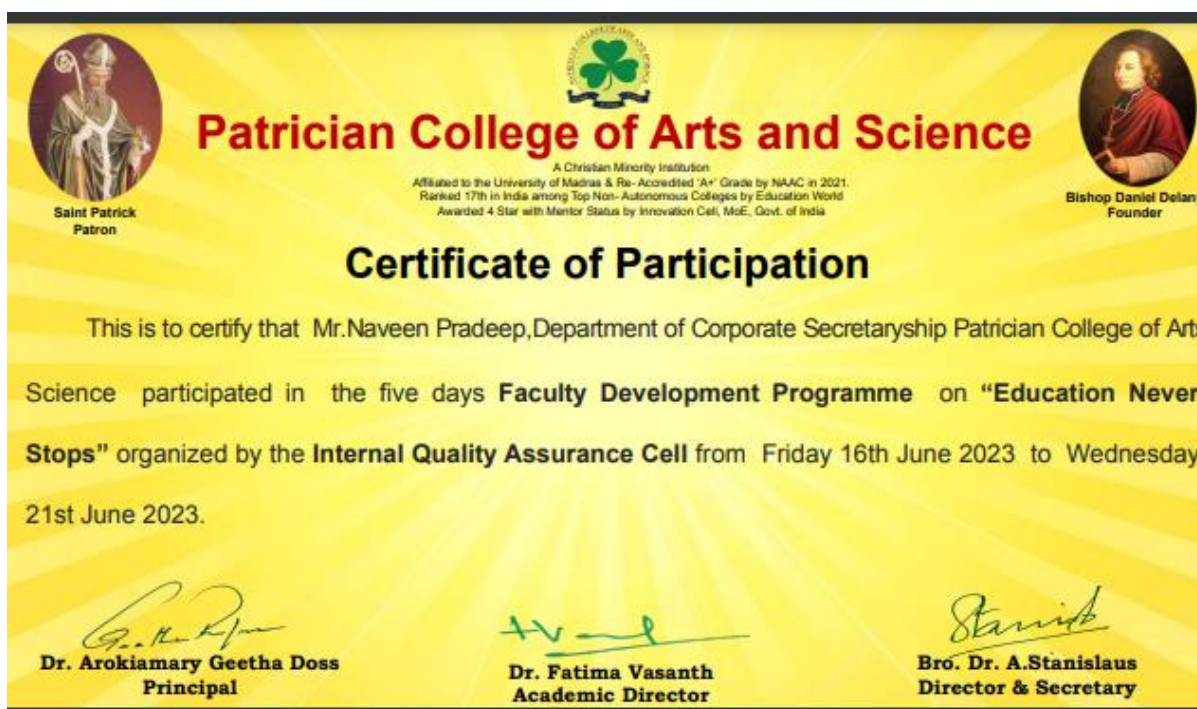 Patrician College of Arts and Science
A Christian Minority Institution
Affiliated to the University of Madras & Re- Accredited 'A+' Grade by NAAC in 2021.
Ranked 17th in India among Top Non- Autonomous Colleges by Education World
Awarded 4 Star with Mentor Status by Innovation Cell, MoE, Govt. of India
Saint Patrick
Patron
Bishop Daniel Delan
Founder
Certificate of Participation
This is to certify that Mr.Naveen Pradeep,Department of Corporate Secretaryship Patrician College of Arts
Science participated in the five days Faculty Development Programme on “Education Never
Stops” organized by the Internal Quality Assurance Cell from Friday 16th June 2023 to Wednesday
21st June 2023.
Dr. Arokiamary Geetha Doss
Principal
Dr. Fatima Vasanth
Academic Director
Bro. Dr. A.Stanislaus
Director & Secretary